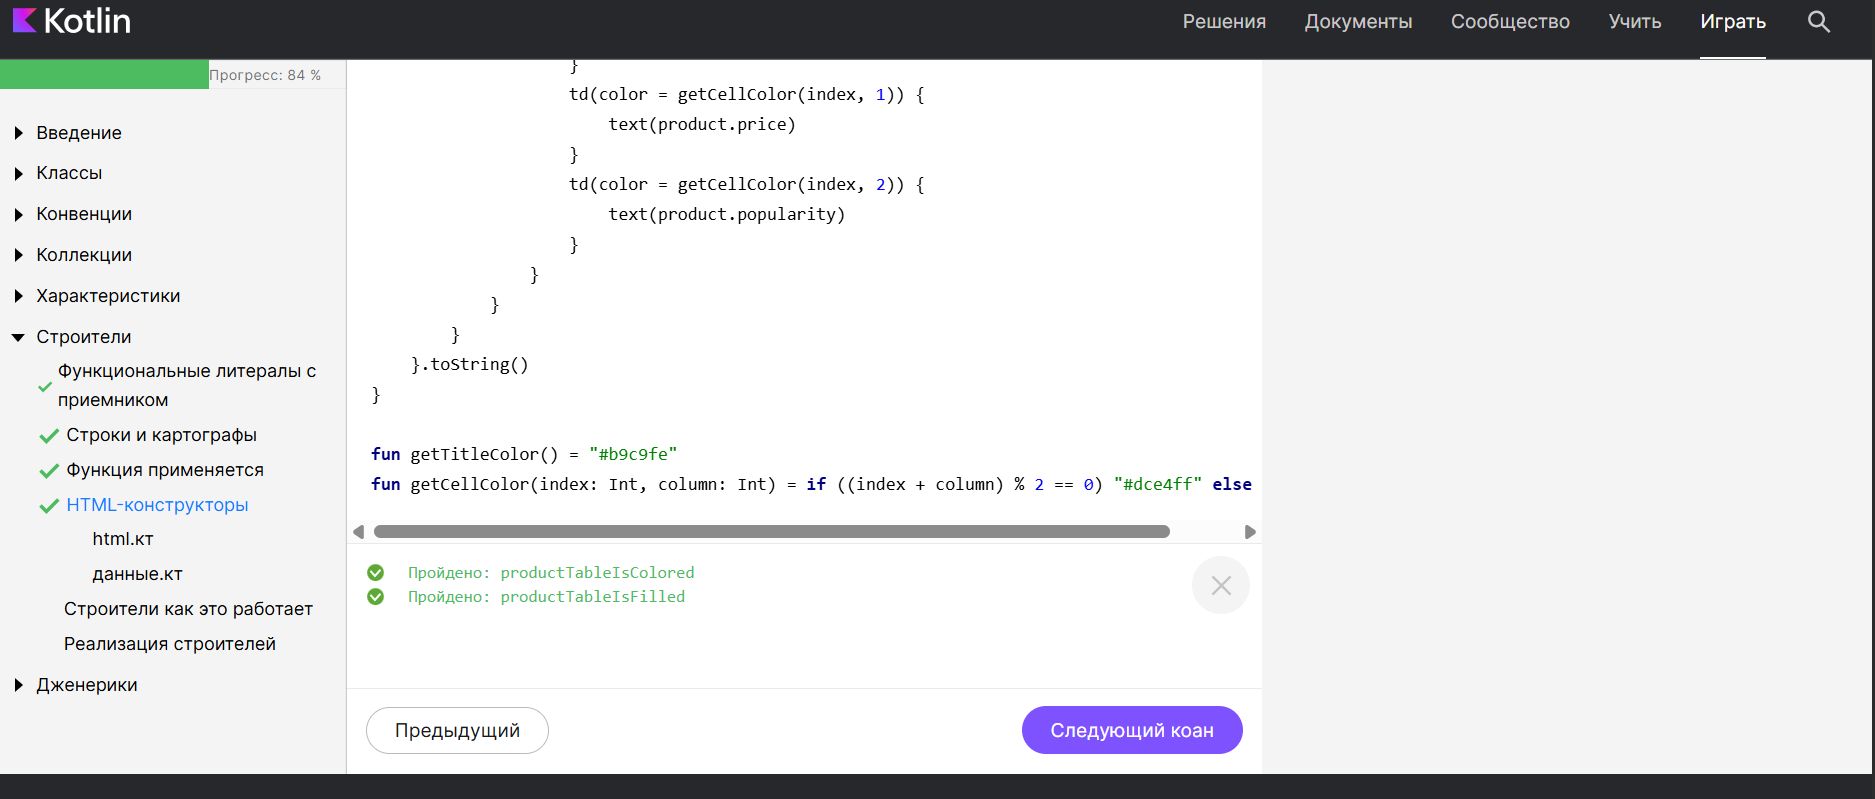 Kotlin
Решения
Документы
Сообщество
Учить
Играть
Прогресс: 84 %
Введение
Классы
Конвенции
Коллекции
Характеристики
Строители
Функциональные литералы с
приемником
Строки и картографы
Функция применяется
HTML-конструкторы
html.кт
данные.кт
Строители как это работает
Реализация строителей
Дженерики
}
td(color = getCellColor(index, 1)) {
text(product.price)
}
td(color = getCellColor(index, 2)) {
text(product.popularity)
}
}
}
}
}.toString()
}
fun getTitleColor() = "#b9c9fe"
fun getCellColor(index: Int, column: Int) = if ((index + column) % 2 == 0) "#dce4ff" else
Пройдено: productTableIsColored
Пройдено: productTableIsFilled
Предыдущий
Следующий коан